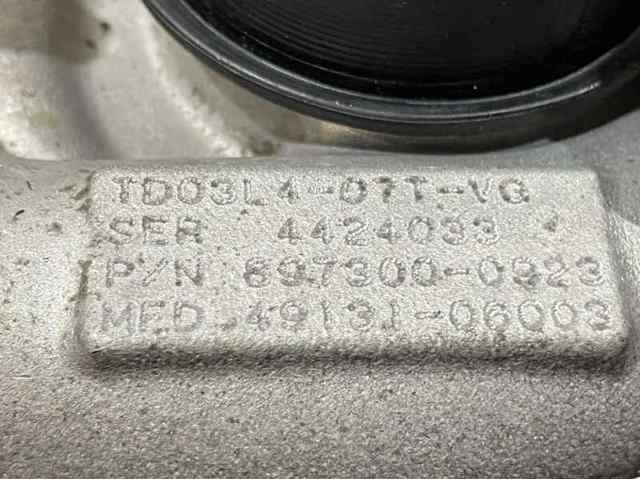 TD03L4-07T-VG
SER 4424033
P/N 897300-0923
MFD 49131-06003